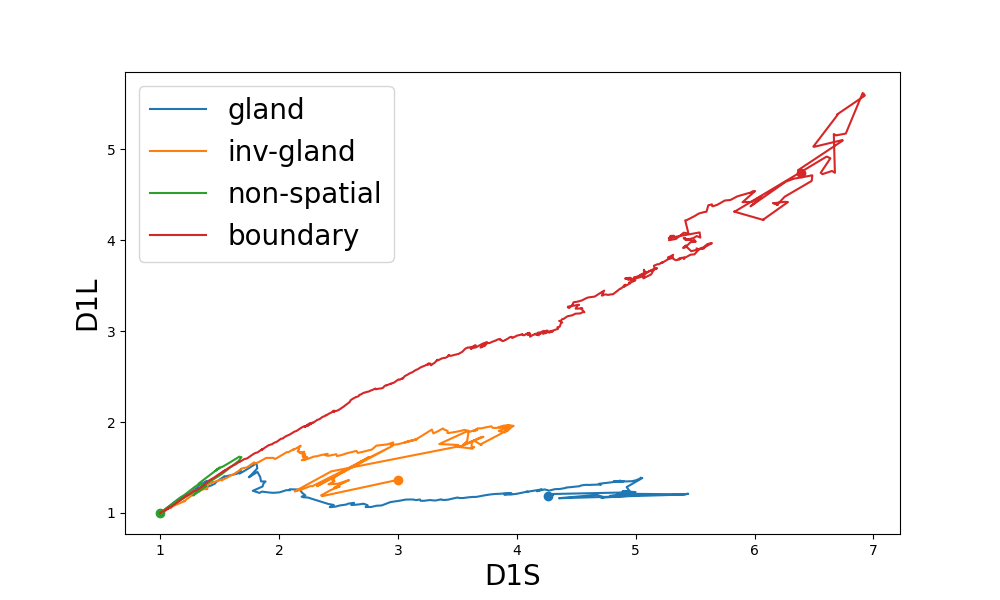 gland
inv-gland
non-spatial
boundary
5
4
3
2
1
D1L
1 2 3 4 5 6 7
D1S